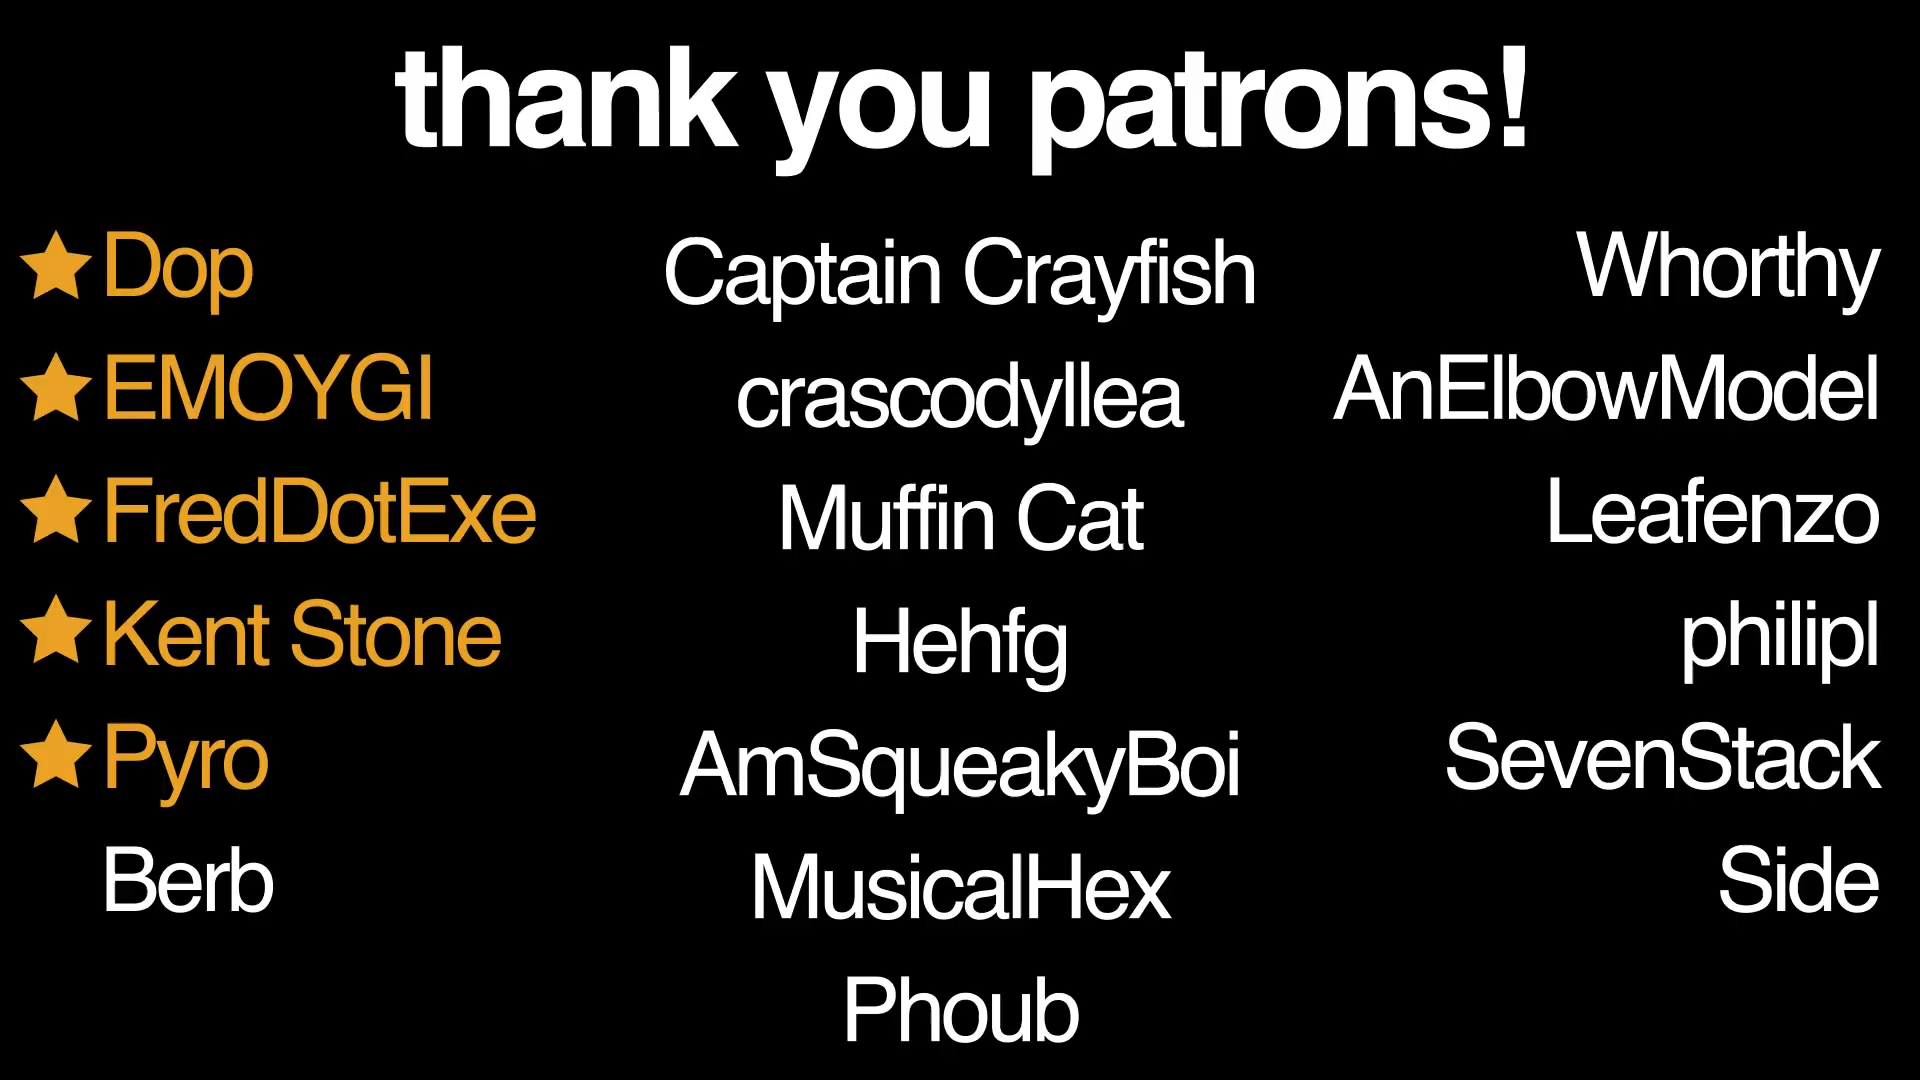 thank you patrons!
Dop
EMOYGI
FredDotExe
Kent Stone
Pyro
Berb
Captain Crayfish
crascodyllea
Muffin Cat
Hehfg
AmSqueakyBoi
MusicalHex
Phoub
Whorthy
AnElbowModel
Leafenzo
philipl
SevenStack
Side